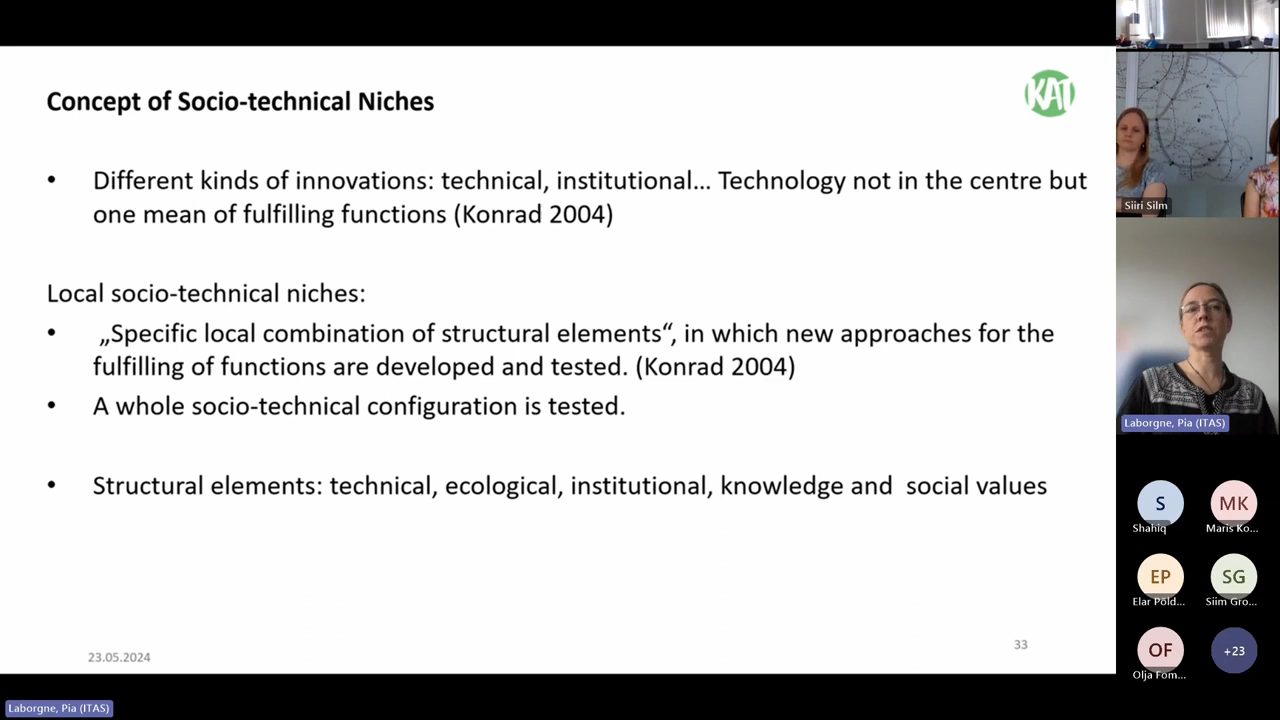 Concept of Socio-technical Niches
KAT
• Different kinds of innovations: technical, institutional… Technology not in the centre but
one mean of fulfilling functions (Konrad 2004)
Local socio-technical niches:
• „Specific local combination of structural elements“, in which new approaches for the
fulfilling of functions are developed and tested. (Konrad 2004)
• A whole socio-technical configuration is tested.
• Structural elements: technical, ecological, institutional, knowledge and social values
23.05.2024
33
Laborgne, Pia (ITAS)
Siiri Silm
Laborgne, Pia (ITAS)
S
Shahiq
MK
Maris Ko...
EP
Elar Põld...
SG
Siim Gro...
OF
Olja Fom...
+23